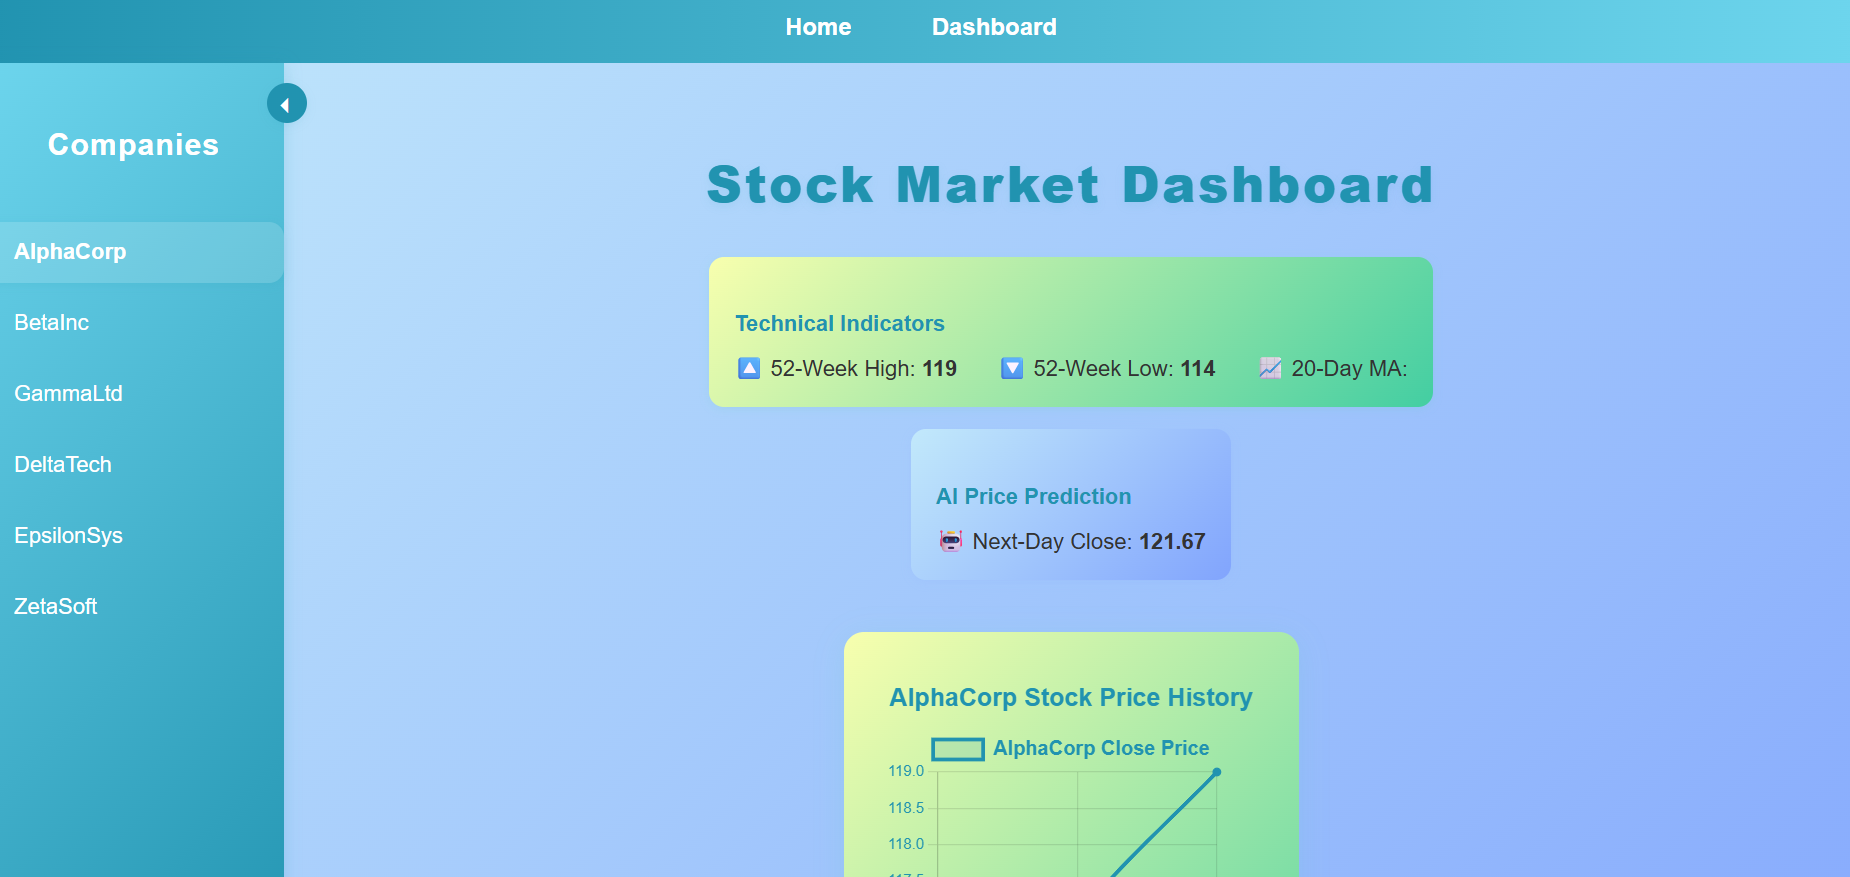 Home Dashboard
Companies
AlphaCorp
BetaInc
GammaLtd
DeltaTech
EpsilonSys
ZetaSoft
Stock Market Dashboard
Technical Indicators
52-Week High: 119 52-Week Low: 114 20-Day MA:
AI Price Prediction
Next-Day Close: 121.67
AlphaCorp Stock Price History
AlphaCorp Close Price
119.0
118.5
118.0